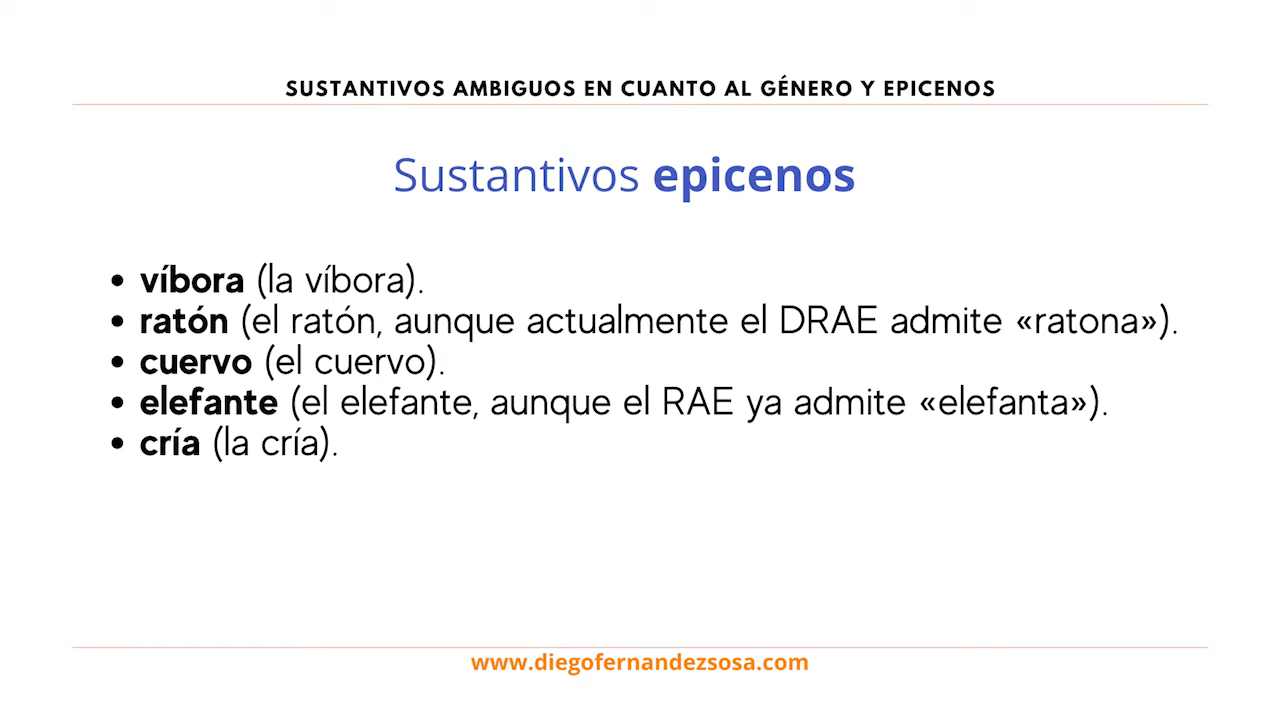 SUSTANTIVOS AMBIGUOS EN CUANTO AL GÉNERO Y EPICENOS
Sustantivos epicenos
• víbora (la víbora).
• ratón (el ratón, aunque actualmente el DRAE admite «ratona»).
• cuervo (el cuervo).
• elefante (el elefante, aunque el RAE ya admite «elefanta»).
• cría (la cría).
www.diegofernandezsosa.com